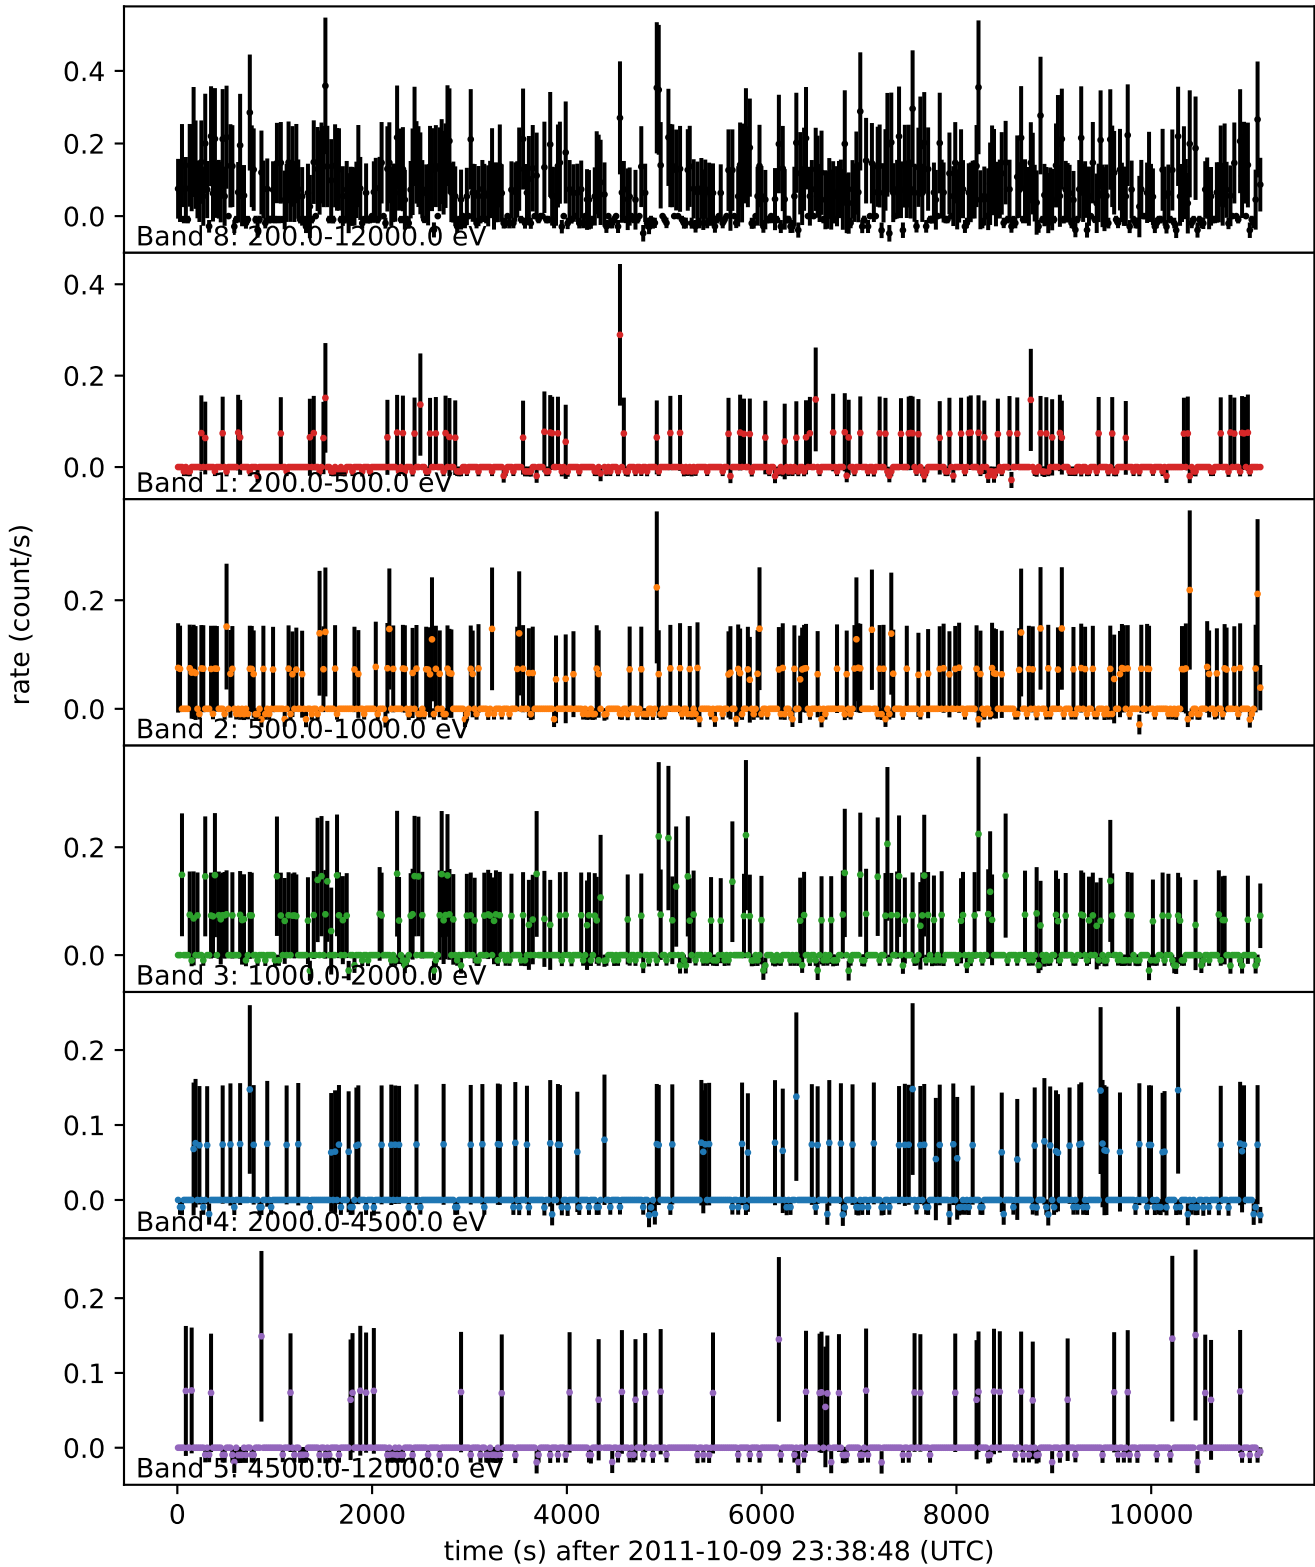 0.4
0.2
0.0
Band 8: 200.0-12000.0 eV
0.4
0.2
0.0
Band 1: 200.0-500.0 eV
0.2
0.0
Band 2: 500.0-1000.0 eV
rate (count/s)
0.2
0.0
Band 3: 1000.0-2000.0 eV
0.2
0.1
0.0
Band 4: 2000.0-4500.0 eV
0.2
0.1
0.0
Band 5: 4500.0-12000.0 eV
0 2000 4000 6000 8000 10000
time (s) after 2011-10-09 23:38:48 (UTC)